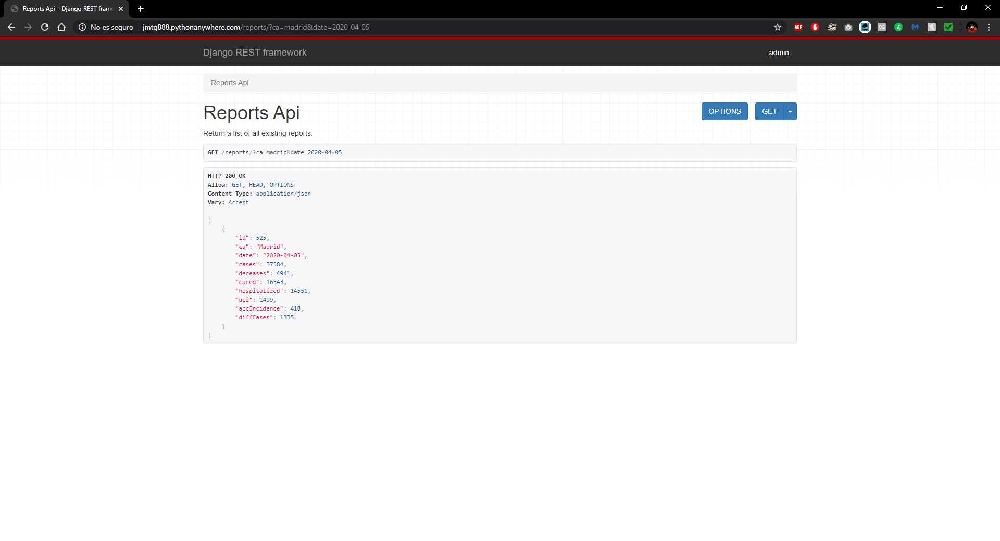 Reports Api – Django REST frame
No es seguro
jmtg888.pythonanywhere.com/reports/?ca=madrid&date=2020-04-05
ABP
Django REST framework
admin
Reports Api
Reports Api
OPTIONS
GET
Return a list of all existing reports.
GET /reports/?ca=madrid&date=2020-04-05
HTTP 200 OK
Allow: GET, HEAD, OPTIONS
Content-Type: application/json
Vary: Accept
[
    {
        "id": 525,
        "ca": "Madrid",
        "date": "2020-04-05",
        "cases": 37584,
        "deceases": 4941,
        "cured": 16543,
        "hospitalized": 14551,
        "uci": 1499,
        "accIncidence": 418,
        "diffCases": 1335
    }
]